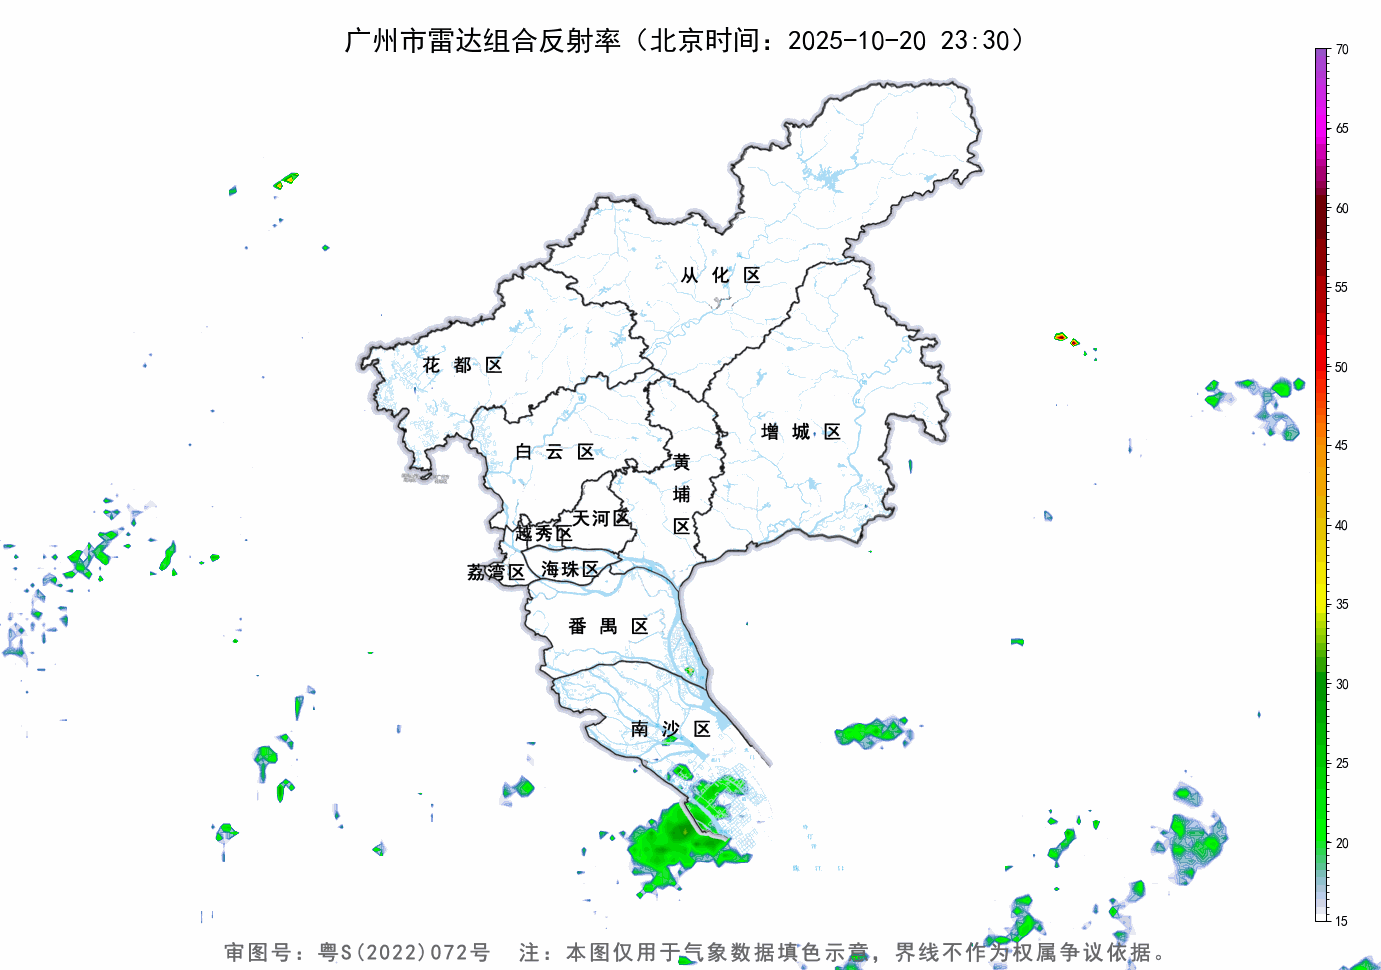 广州市雷达组合反射率（北京时间：2025-10-20 23:30）
70
65
60
55
50
45
40
35
30
25
20
15
从化区
花都区
增城区
白云区
黄埔区
天河区
越秀区
荔湾区
海珠区
番禺区
南沙区
审图号：粤S(2022)072号 注：本图仅用于气象数据填色示意，界线不作为权属争议依据。